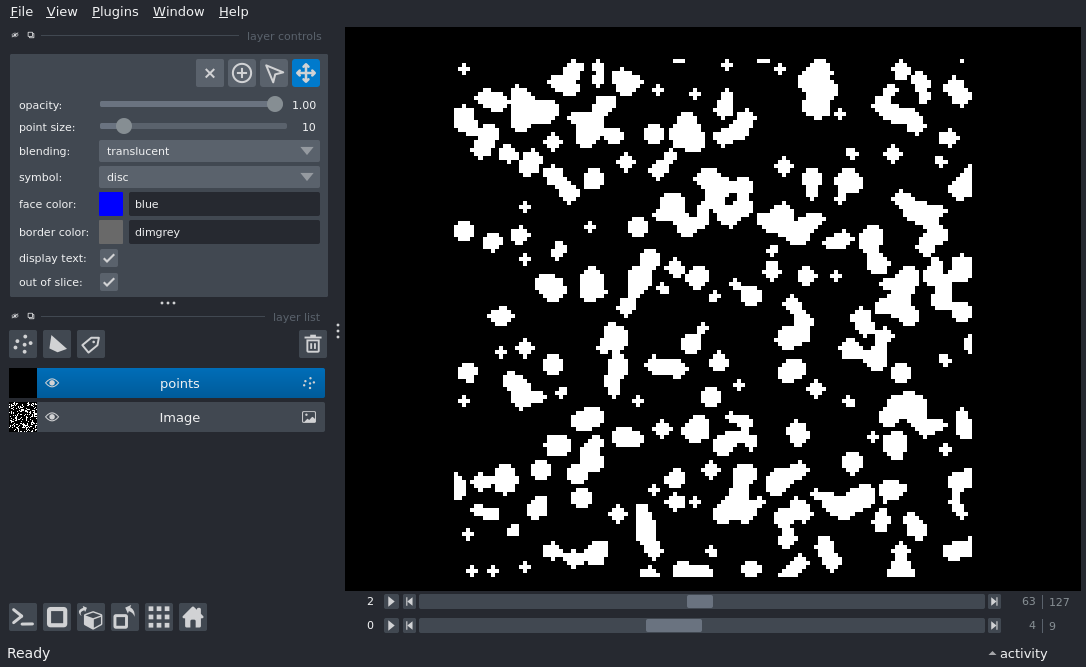 File View Plugins Window Help
layer controls
opacity: 1.00
point size: 10
blending: translucent
symbol: disc
face color: blue
border color: dimgrey
display text:
out of slice:
layer list
points
Image
2 63 127
0 4 9
Ready activity